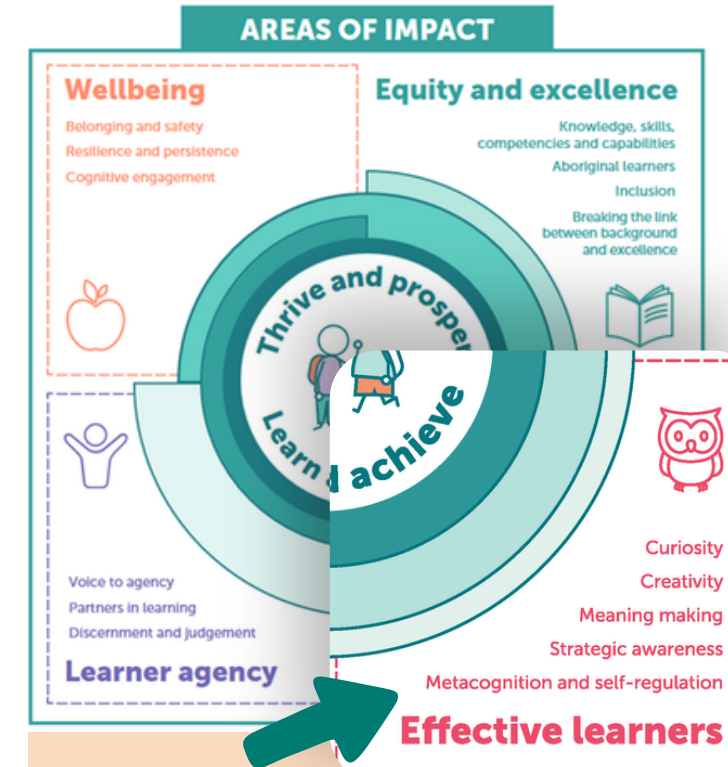 AREAS OF IMPACT
Wellbeing
Belonging and safety
Resilience and persistence
Cognitive engagement
Equity and excellence
Knowledge, skills,
competencies and capabilities
Aboriginal learners
Inclusion
Breaking the link
between background
and excellence
Thrive and prosper
Learn
achieve
Voice to agency
Partners in learning
Discernment and judgement
Learner agency
Curiosity
Creativity
Meaning making
Strategic awareness
Metacognition and self-regulation
Effective learners